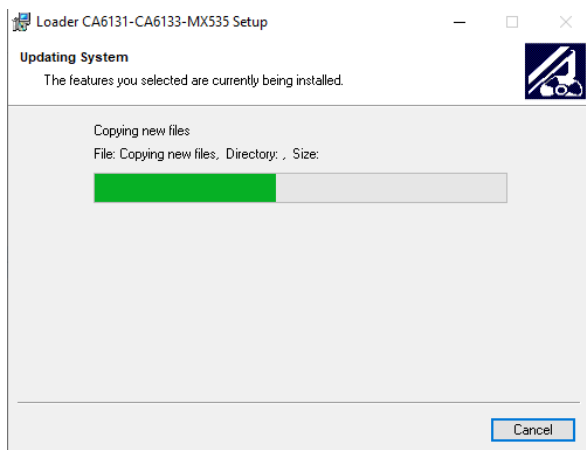 Loader CA6131-CA6133-MX535 Setup
Updating System
The features you selected are currently being installed.
Copying new files
File: Copying new files, Directory: , Size:
Cancel